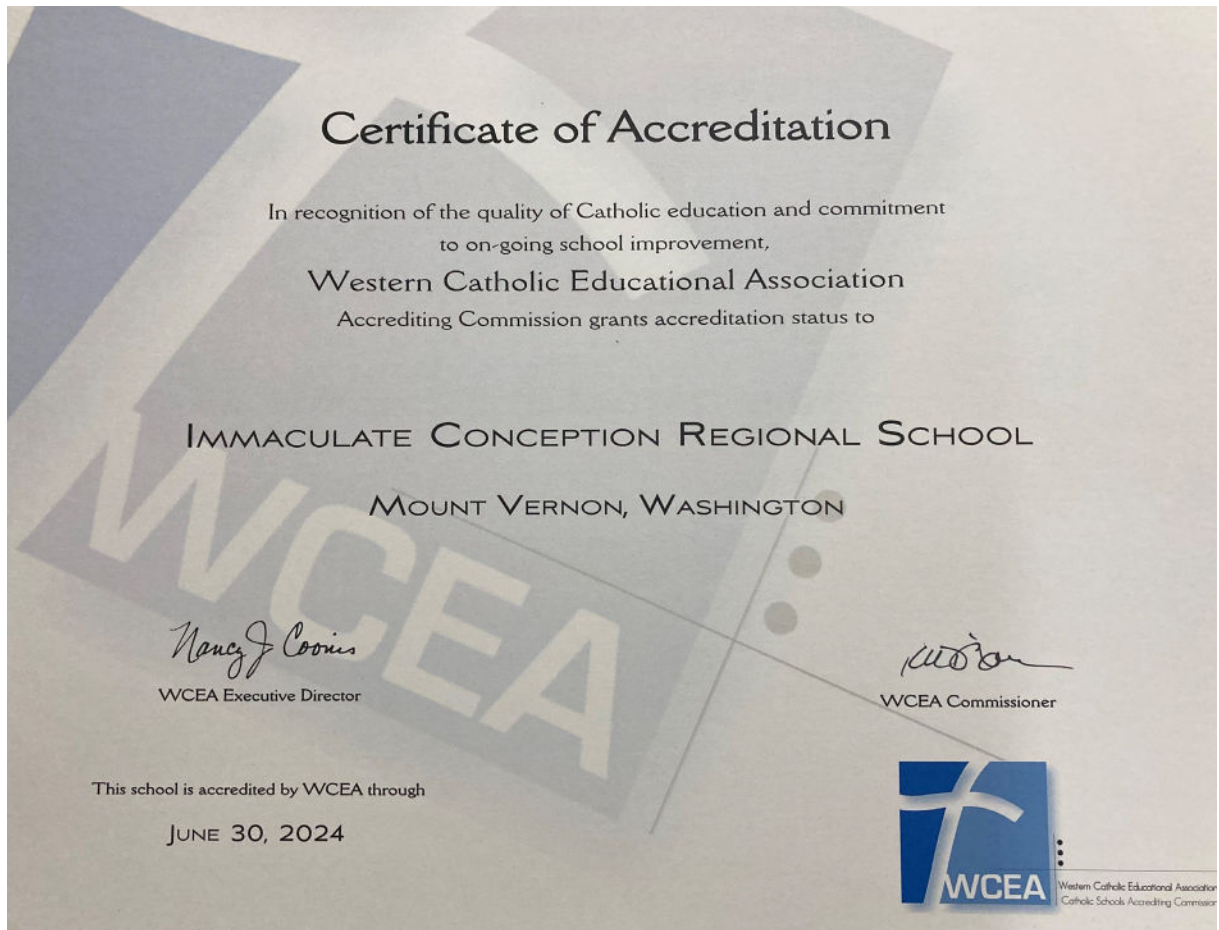 Certificate of Accreditation
In recognition of the quality of Catholic education and commitment
to on-going school improvement,
Western Catholic Educational Association
Accrediting Commission grants accreditation status to
IMMACULATE CONCEPTION REGIONAL SCHOOL
MOUNT VERNON, WASHINGTON
WCEA
Nancy J Coonis
WCEA Executive Director
WCEA Commissioner
This school is accredited by WCEA through
JUNE 30, 2024
WCEA
Western Catholic Educational Association
Catholic Schools Accrediting Commission